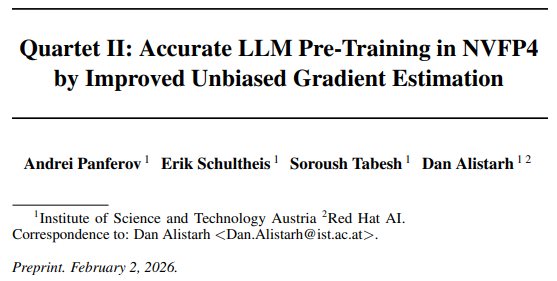 Quartet II: Accurate LLM Pre-Training in NVFP4
by Improved Unbiased Gradient Estimation
Andrei Panferov 1 Erik Schultheis 1 Soroush Tabesh 1 Dan Alistarh 1 2
1Institute of Science and Technology Austria 2Red Hat AI.
Correspondence to: Dan Alistarh <Dan.Alistarh@ist.ac.at>.
Preprint. February 2, 2026.